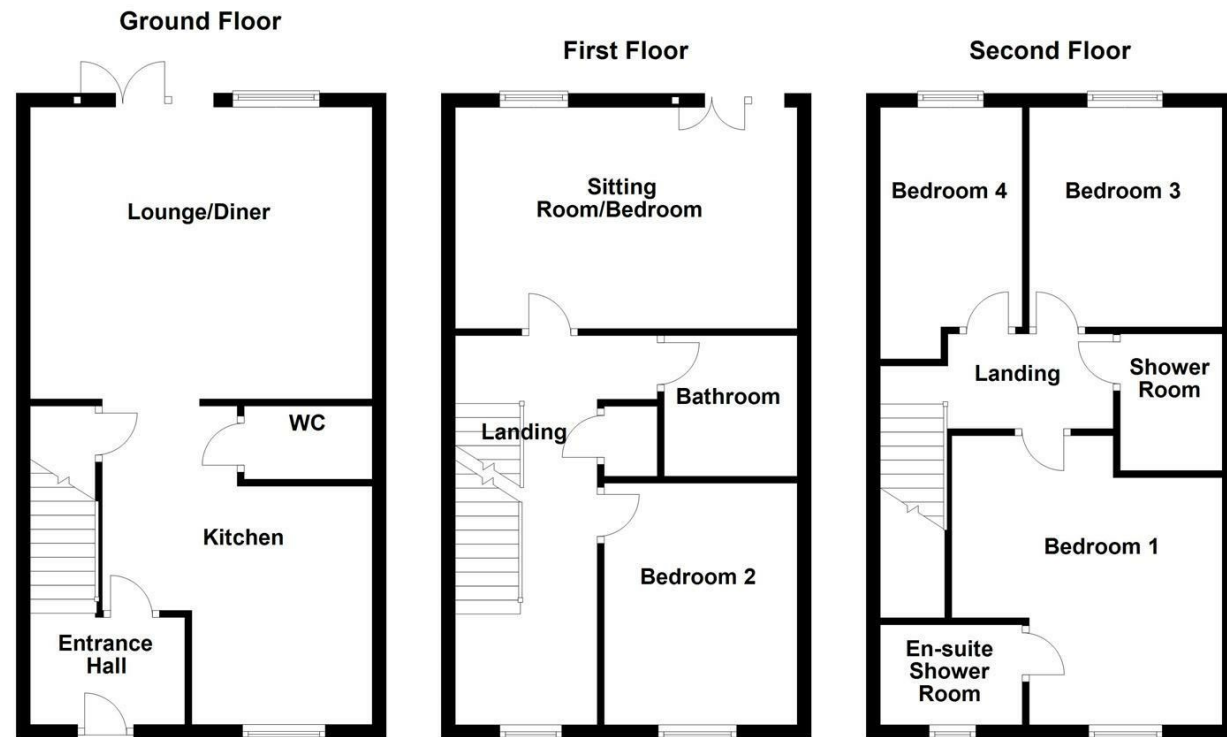 Ground Floor
Lounge/Diner
WC
Kitchen
Entrance
Hall
First Floor
Sitting
Room/Bedroom
Bathroom
Landing
Bedroom 2
Second Floor
Bedroom 4
Bedroom 3
Landing
Shower
Room
Bedroom 1
En-suite
Shower
Room